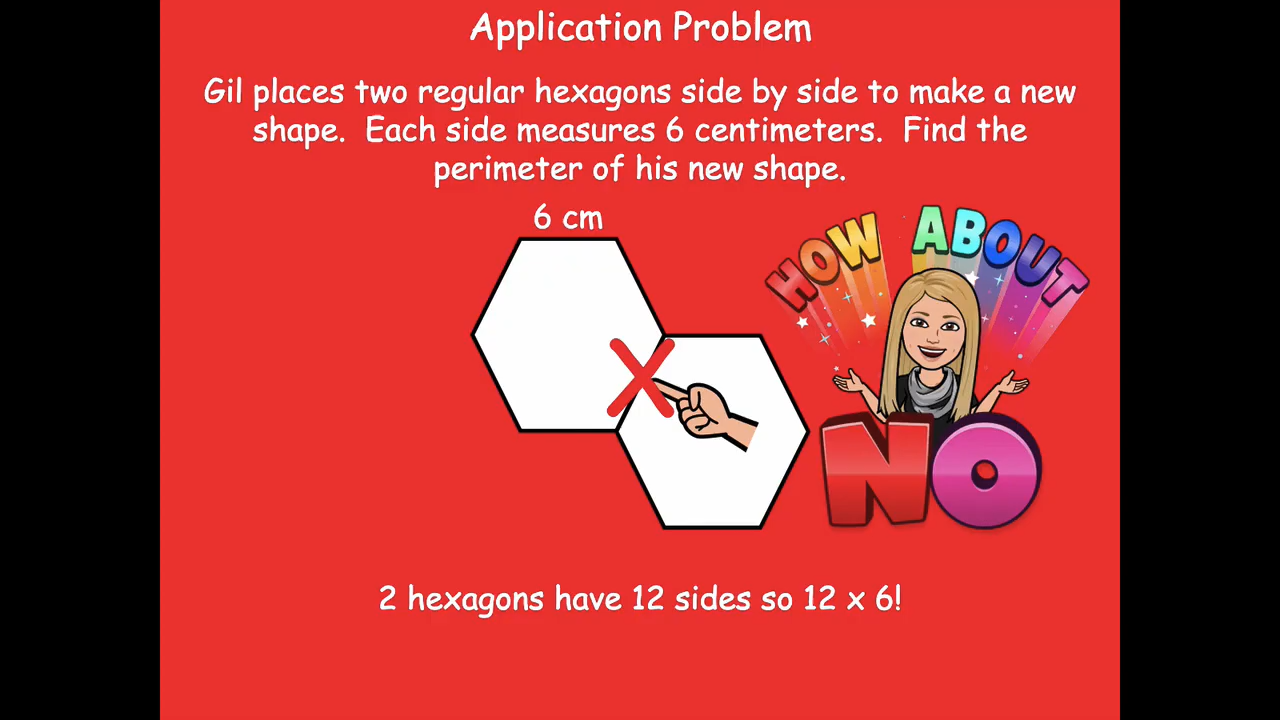 Application Problem
Gil places two regular hexagons side by side to make a new
shape.  Each side measures 6 centimeters.  Find the
perimeter of his new shape.
6 cm
HOW ABOUT
NO
2 hexagons have 12 sides so 12 x 6!